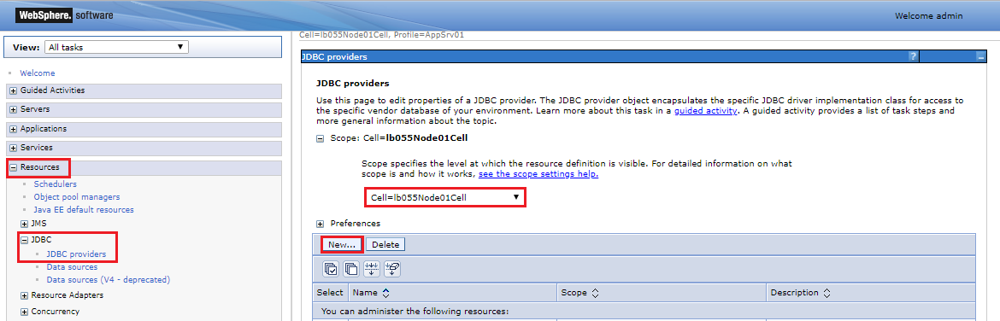 WebSphere. software
Welcome admin
View: All tasks
Cell=lb055Node01Cell, Profile=AppSrv01
Welcome
Guided Activities
Servers
Applications
Services
Resources
Schedulers
Object pool managers
Java EE default resources
JMS
JDBC
JDBC providers
Data sources
Data sources (V4 - deprecated)
Resource Adapters
Concurrency
JDBC providers
?
JDBC providers
Use this page to edit properties of a JDBC provider. The JDBC provider object encapsulates the specific JDBC driver implementation class for access to
the specific vendor database of your environment. Learn more about this task in a guided activity. A guided activity provides a list of task steps and
more general information about the topic.
Scope: Cell=lb055Node01Cell
Scope specifies the level at which the resource definition is visible. For detailed information on what
scope is and how it works, see the scope settings help.
Cell=lb055Node01Cell
Preferences
New... Delete
Select Name Scope Description
You can administer the following resources: